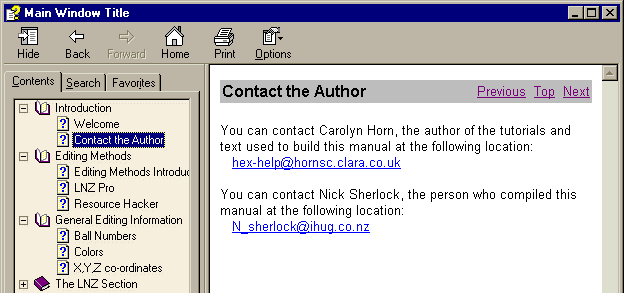 Main Window Title
Hide Back Forward Home Print Options
Contents Search Favorites
Introduction
Welcome
Contact the Author
Editing Methods
Editing Methods Introduc
LNZ Pro
Resource Hacker
General Editing Information
Ball Numbers
Colors
X,Y,Z co-ordinates
The LNZ Section
Contact the Author Previous Top Next
You can contact Carolyn Horn, the author of the tutorials and
text used to build this manual at the following location:
hex-help@hornsc.clara.co.uk
You can contact Nick Sherlock, the person who compiled this
manual at the following location:
N_sherlock@ihug.co.nz